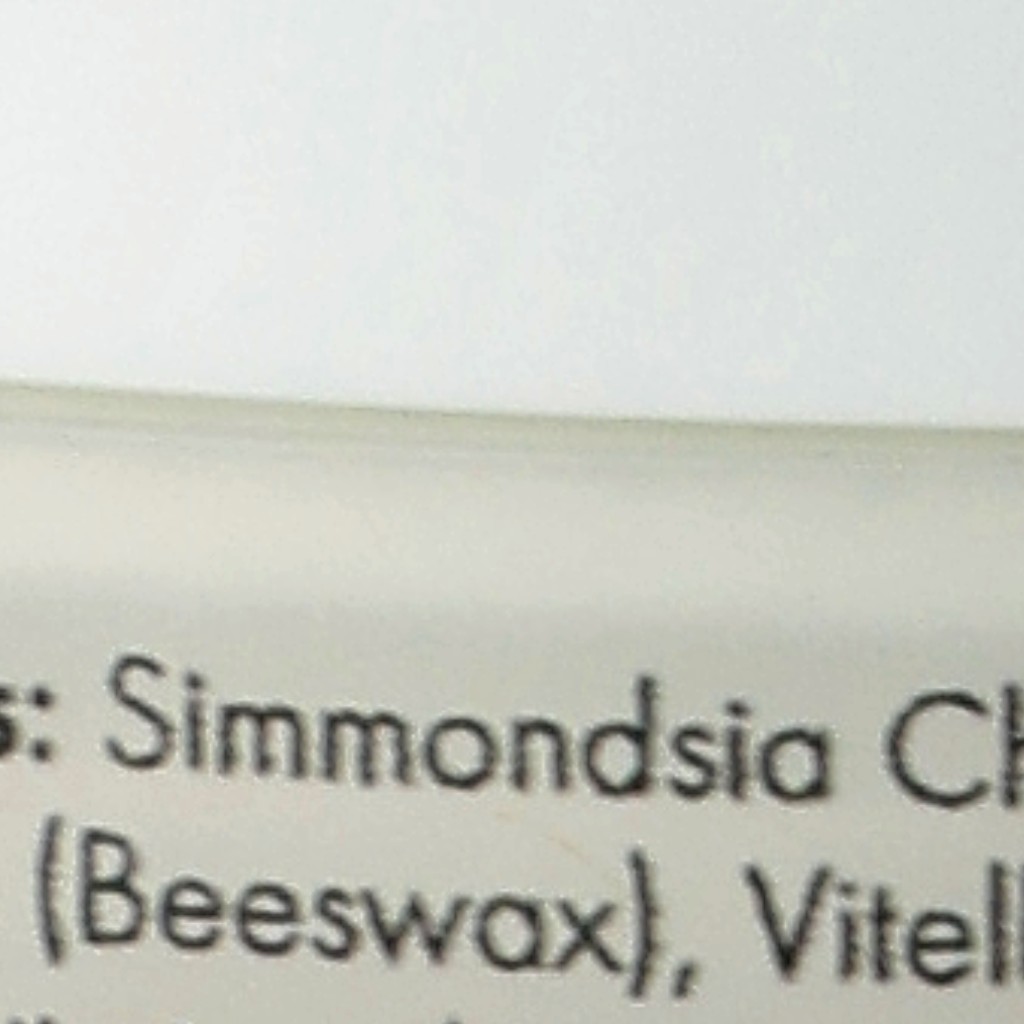 s: Simmondsia Ch
(Beeswax), Vitell